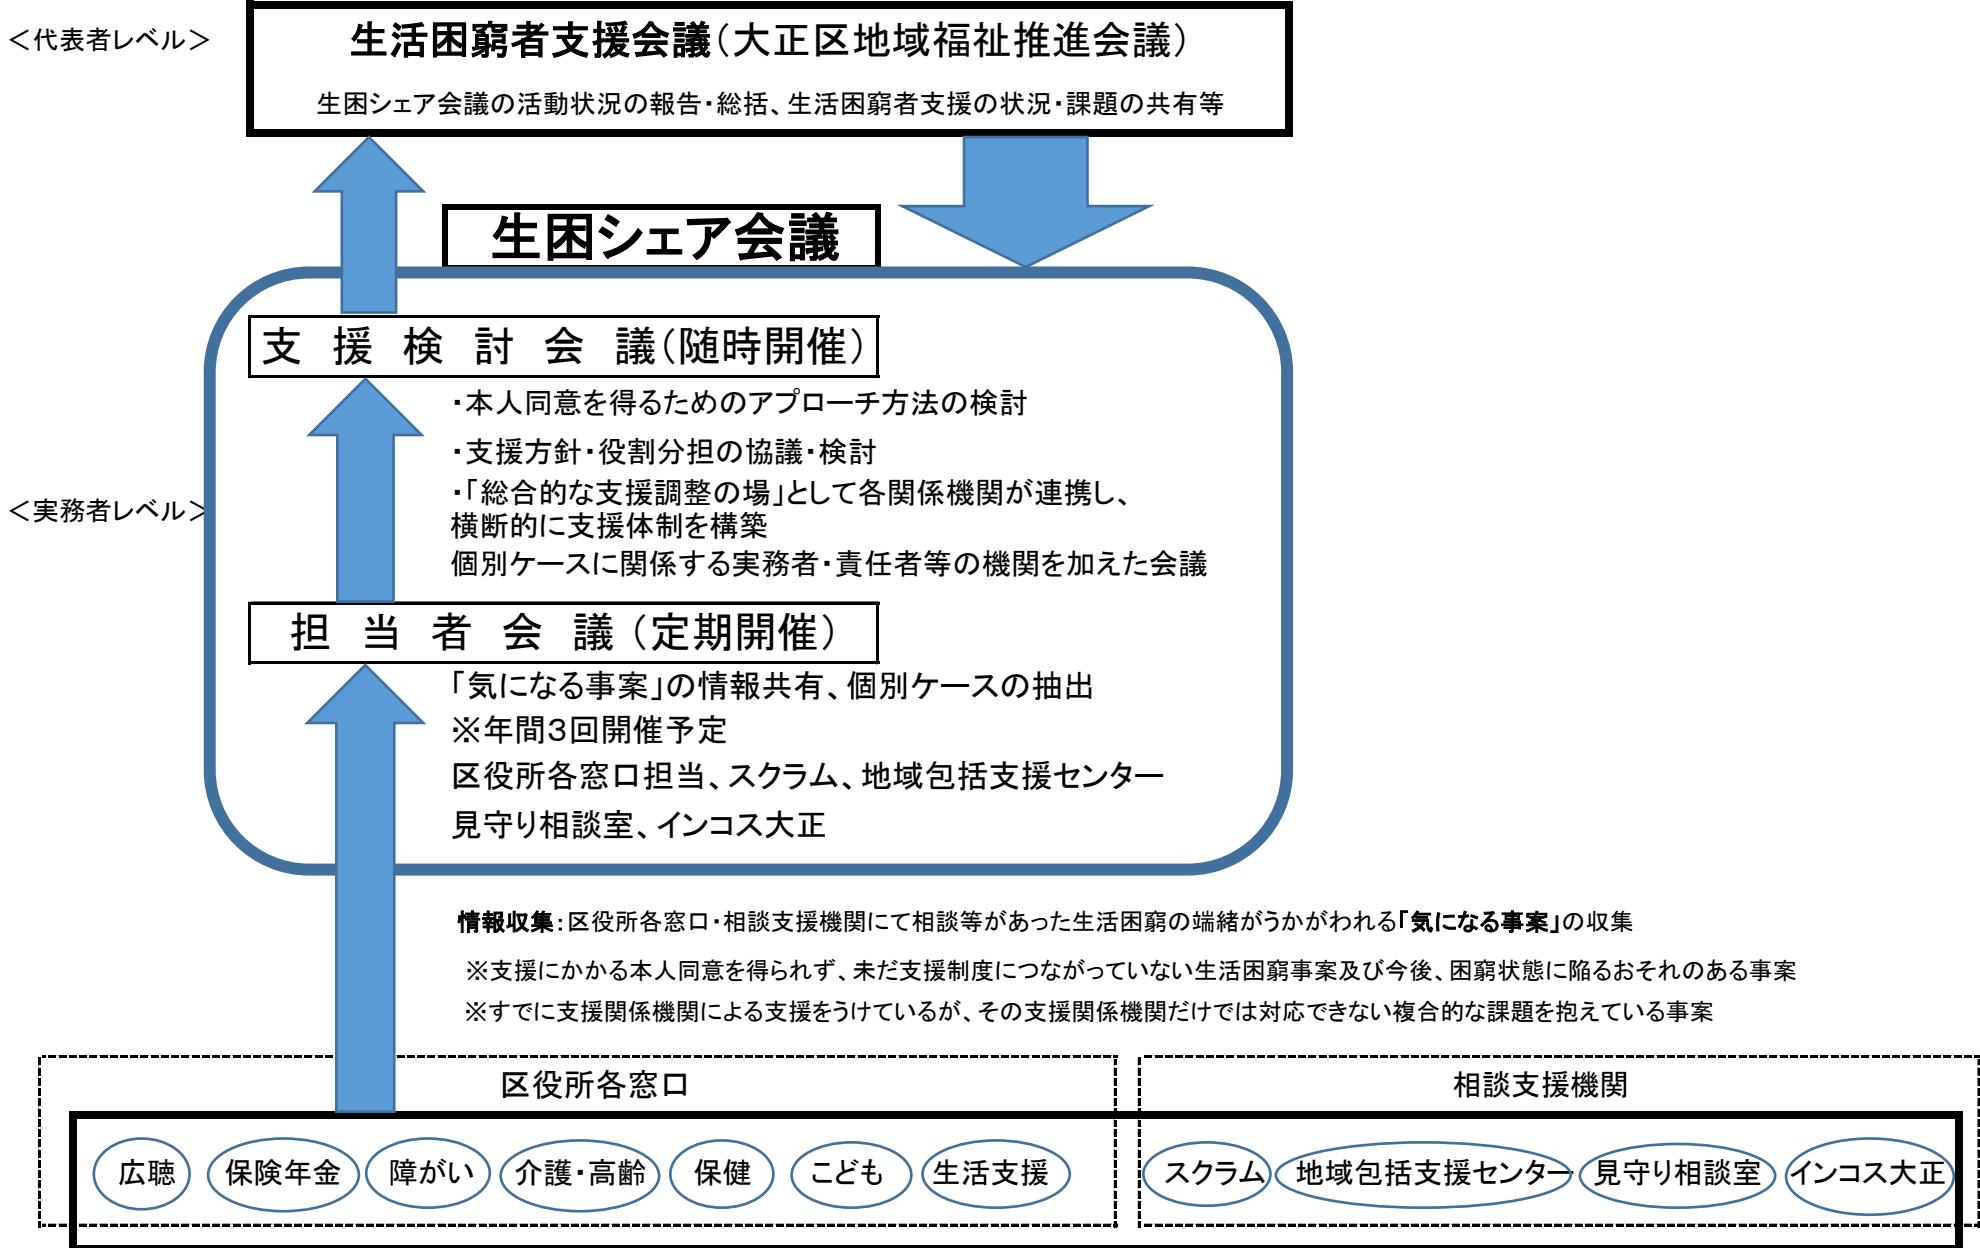 ＜代表者レベル＞
生活困窮者支援会議（大正区地域福祉推進会議）
生困シェア会議の活動状況の報告・総括、生活困窮者支援の状況・課題の共有等
生困シェア会議
支　援　検　討　会　議（随時開催）
・本人同意を得るためのアプローチ方法の検討
・支援方針・役割分担の協議・検討
＜実務者レベル＞
・「総合的な支援調整の場」として各関係機関が連携し、
横断的に支援体制を構築
個別ケースに関係する実務者・責任者等の機関を加えた会議
担　当　者　会　議（定期開催）
「気になる事案」の情報共有、個別ケースの抽出
※年間３回開催予定
区役所各窓口担当、スクラム、地域包括支援センター
見守り相談室、インコス大正
情報収集：区役所各窓口・相談支援機関にて相談等があった生活困窮の端緒がうかがわれる「気になる事案」の収集
※支援にかかる本人同意を得られず、未だ支援制度につながっていない生活困窮事案及び今後、困窮状態に陥るおそれのある事案
※すでに支援関係機関による支援をうけているが、その支援関係機関だけでは対応できない複合的な課題を抱えている事案
区役所各窓口
相談支援機関
広聴
保険年金
障がい
介護・高齢
保健
こども
生活支援
スクラム
地域包括支援センター
見守り相談室
インコス大正